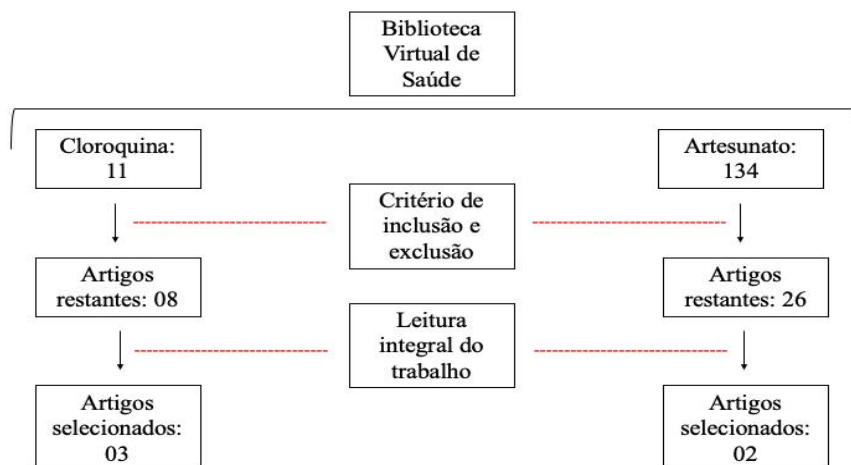 Biblioteca
Virtual de
Saúde
Cloroquina:
11
Artesunato:
134
Critério de
inclusão e
exclusão
Artigos
restantes: 08
Artigos
restantes: 26
Leitura
integral do
trabalho
Artigos
selecionados:
03
Artigos
selecionados:
02